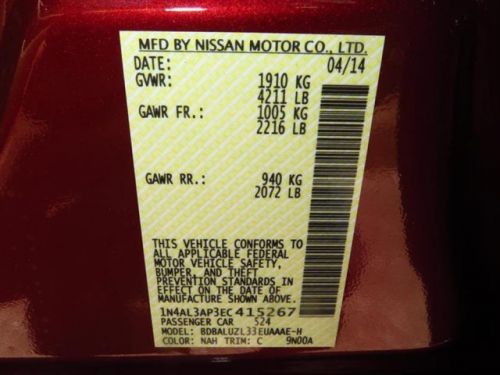 MFD BY NISSAN MOTOR CO., LTD.
DATE: 04/14
GVWR: 1910 KG
4211 LB
GAWR FR.: 1005 KG
2216 LB
GAWR RR.: 940 KG
2072 LB
THIS VEHICLE CONFORMS TO
ALL APPLICABLE FEDERAL
MOTOR VEHICLE SAFETY,
BUMPER, AND THEFT
PREVENTION STANDARDS IN
EFFECT ON THE DATE OF
MANUFACTURE SHOWN ABOVE.
1N4AL3AP3EC415267
PASSENGER CAR 524
MODEL: BDBALUZL33EUAAAE-H
COLOR: NAH TRIM: C 9N00A